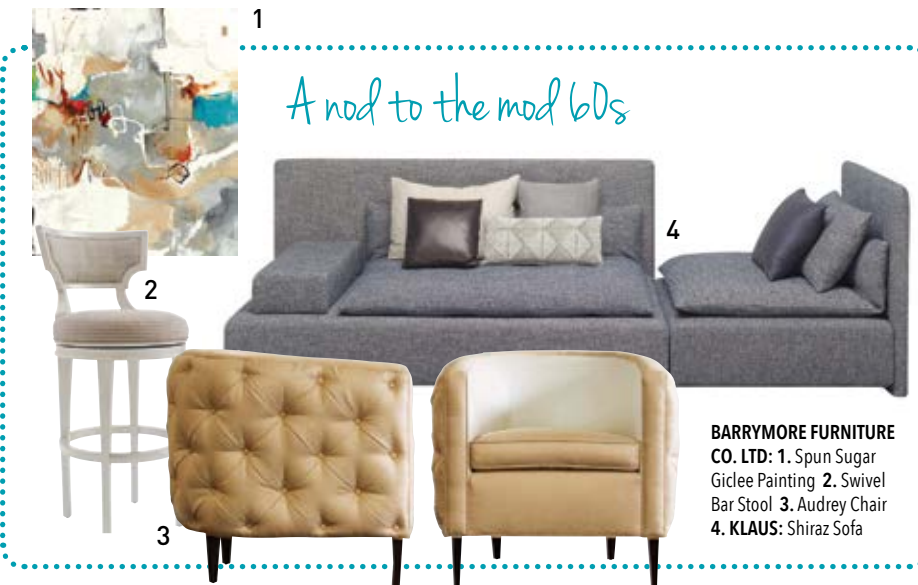 1
A nod to the mod 60s
4
2
3
BARRYMORE FURNITURE
CO. LTD: 1. Spun Sugar
Giclee Painting 2. Swivel
Bar Stool 3. Audrey Chair
4. KLAUS: Shiraz Sofa